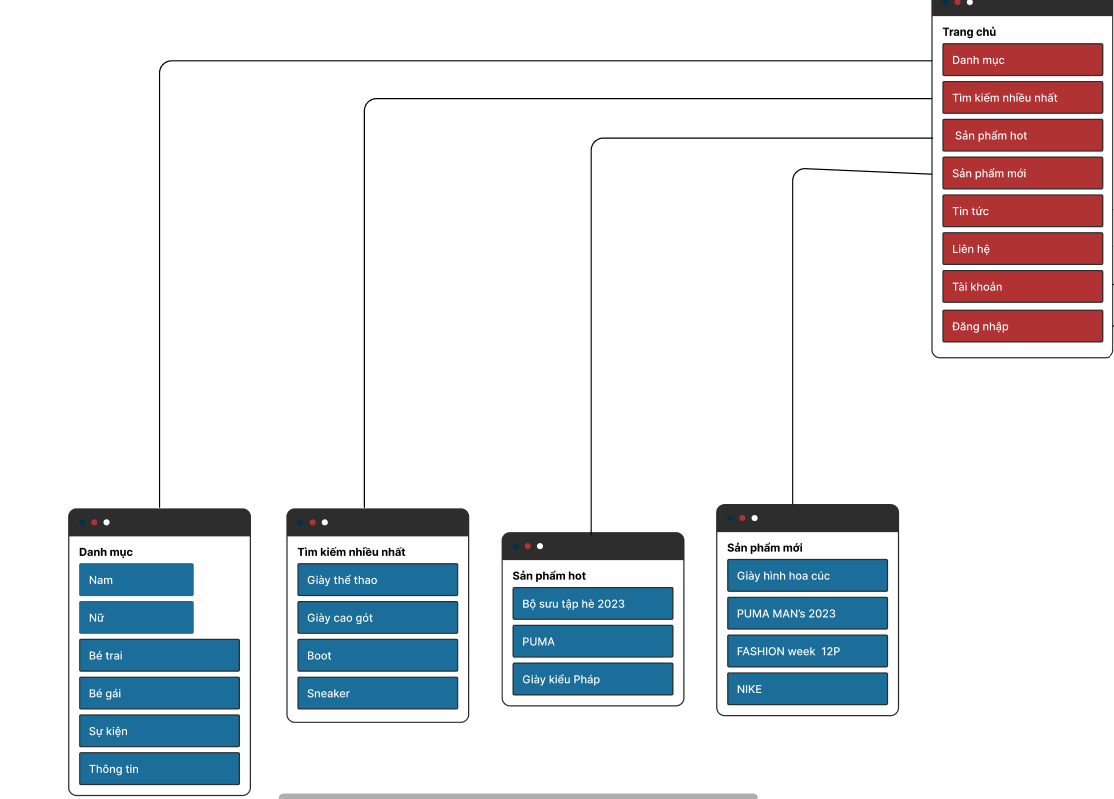 Trang chủ
Danh mục
Tìm kiếm nhiều nhất
Sản phẩm hot
Sản phẩm mới
Tin tức
Liên hệ
Tài khoản
Đăng nhập
Danh mục
Nam
Nữ
Bé trai
Bé gái
Sự kiện
Thông tin
Tìm kiếm nhiều nhất
Giày thể thao
Giày cao gót
Boot
Sneaker
Sản phẩm hot
Bộ sưu tập hè 2023
PUMA
Giày kiểu Pháp
Sản phẩm mới
Giày hình hoa cúc
PUMA MAN's 2023
FASHION week 12P
NIKE